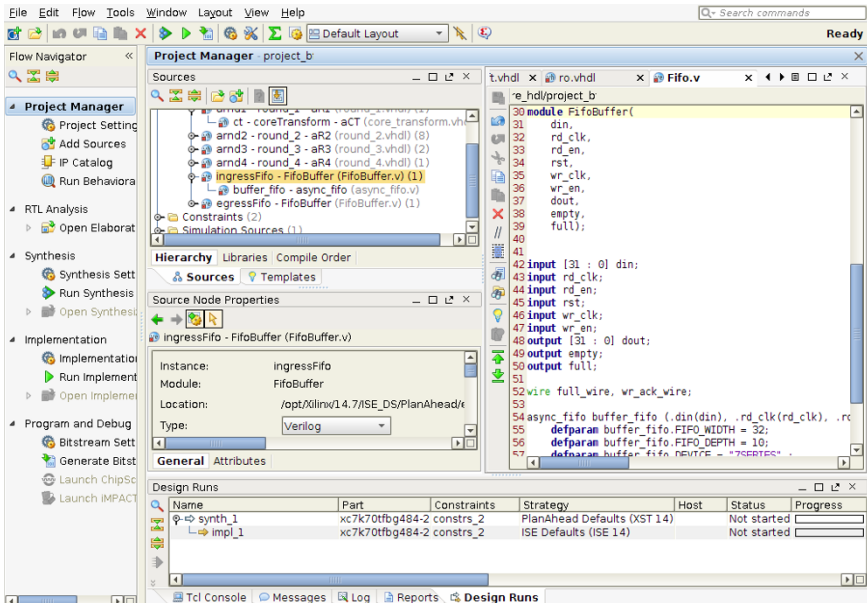 File Edit Flow Tools Window Layout View Help
Search commands
Default Layout
Ready
Flow Navigator
Project Manager
Project Setting
Add Sources
IP Catalog
Run Behaviora
RTL Analysis
Open Elaborat
Synthesis
Synthesis Sett
Run Synthesis
Open Synthesi
Implementation
Implementation
Run Implement
Open Implemen
Program and Debug
Bitstream Sett
Generate Bitst
Launch ChipSc
Launch iMPACT
Project Manager - project_b
Sources
ct - coreTransform - aCT (core_transform.vh
arnd2 - round_2 - aR2 (round_2.vhdl) (8)
arnd3 - round_3 - aR3 (round_3.vhdl) (2)
arnd4 - round_4 - aR4 (round_4.vhdl) (1)
ingressFifo - FifoBuffer (FifoBuffer.v) (1)
buffer_fifo - async_fifo (async_fifo.v)
egressFifo - FifoBuffer (FifoBuffer.v) (1)
Constraints (2)
Simulation Sources (1)
Hierarchy Libraries Compile Order
Sources Templates
Source Node Properties
ingressFifo - FifoBuffer (FifoBuffer.v)
Instance: ingressFifo
Module: FifoBuffer
Location: /opt/Xilinx/14.7/ISE_DS/PlanAhead/e
Type: Verilog
General Attributes
t.vhdl ro.vhdl Fifo.v
e_hdl/project_b
30 module FifoBuffer(
31 din,
32 rd_clk,
33 rd_en,
34 rst,
35 wr_clk,
36 wr_en,
37 dout,
38 empty,
39 full);
40
41
42 input [31 : 0] din;
43 input rd_clk;
44 input rd_en;
45 input rst;
46 input wr_clk;
47 input wr_en;
48 output [31 : 0] dout;
49 output empty;
50 output full;
51
52 wire full_wire, wr_ack_wire;
53
54 async_fifo buffer_fifo (.din(din), .rd_clk(rd_clk), .rd
55 defparam buffer_fifo.FIFO_WIDTH = 32;
56 defparam buffer_fifo.FIFO_DEPTH = 10;
57 defparam buffer_fifo.DEVICE = "7SERIES" ;
Design Runs
Name Part Constraints Strategy Host Status Progress
synth_1 xc7k70tfbg484-2 constrs_2 PlanAhead Defaults (XST 14) Not started
impl_1 xc7k70tfbg484-2 constrs_2 ISE Defaults (ISE 14) Not started
Tcl Console Messages Log Reports Design Runs